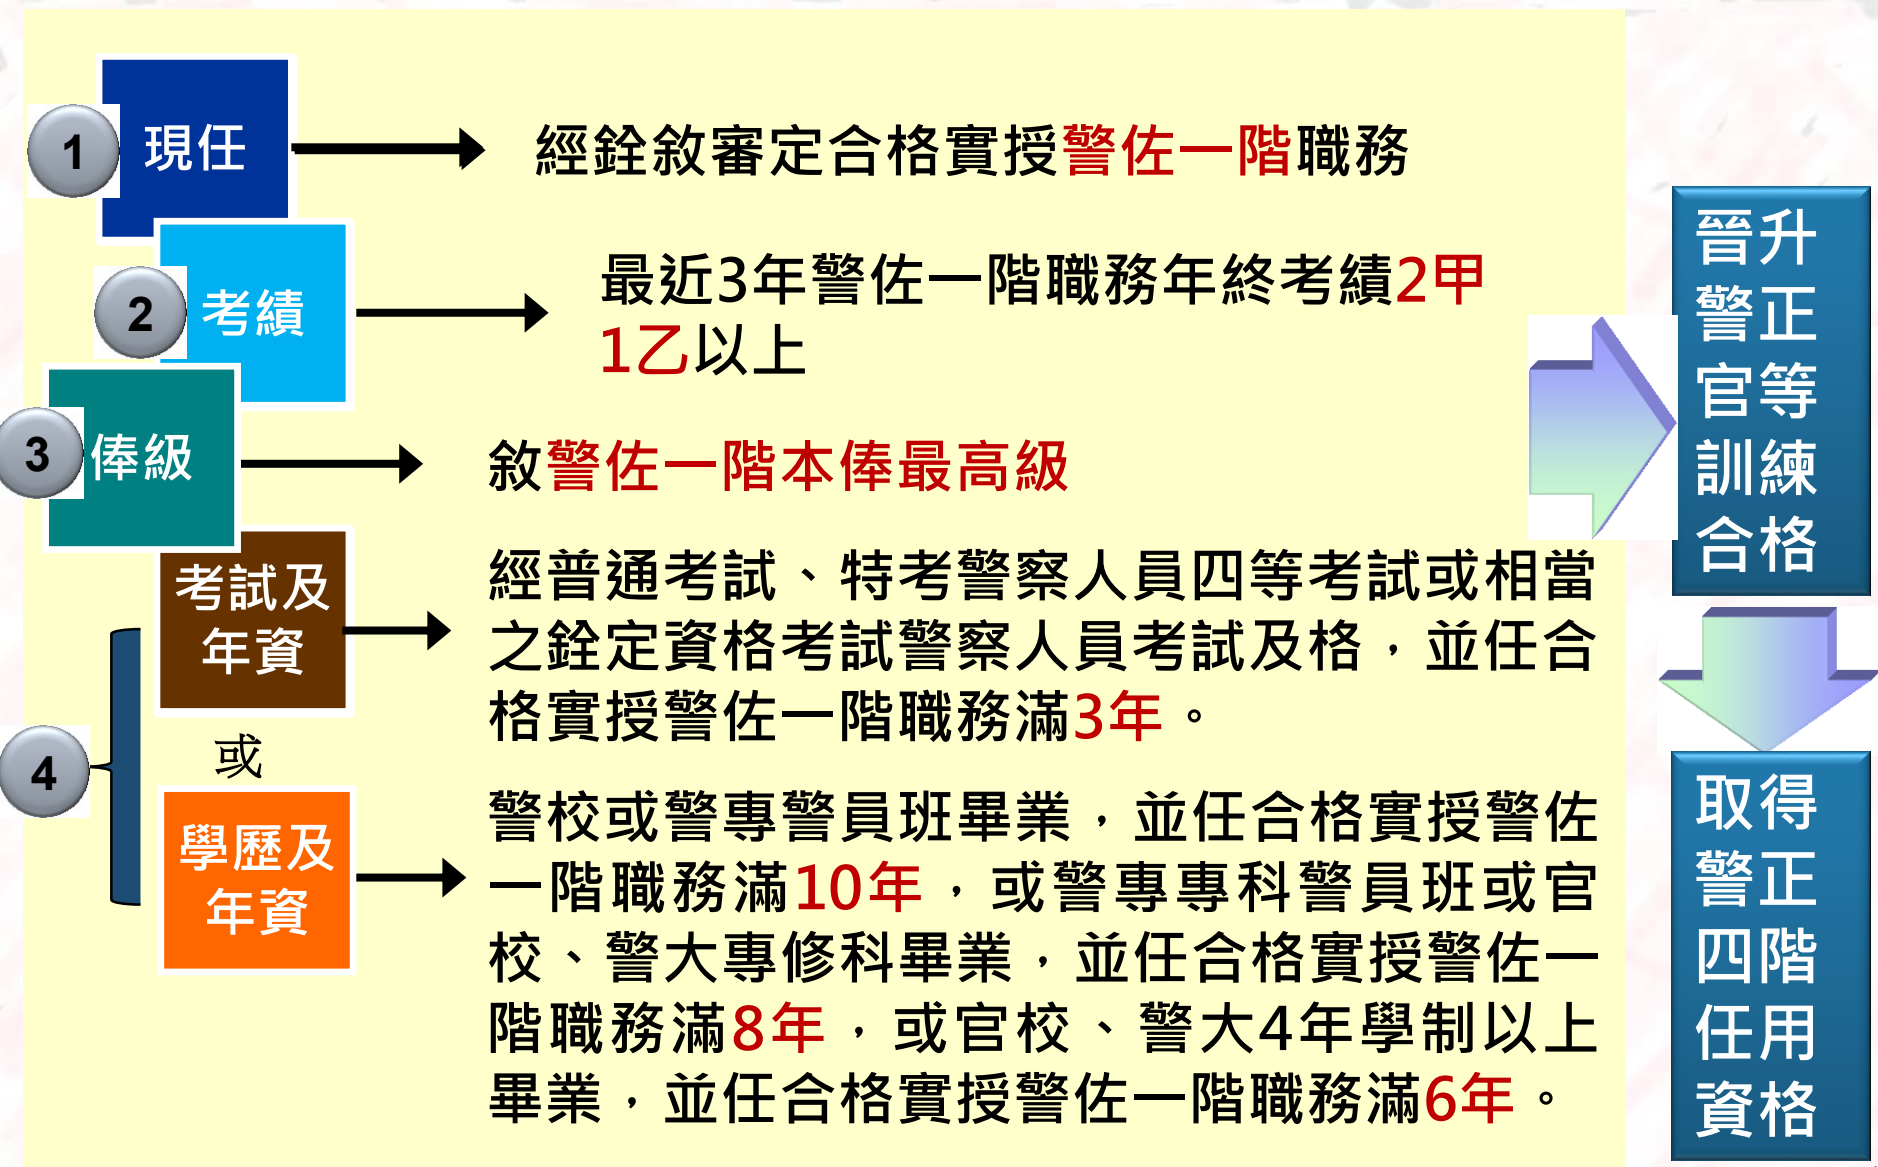 1
現任
經銓敘審定合格實授警佐一階職務
2
考績
最近3年警佐一階職務年終考績2甲
1乙以上
3
俸級
敘警佐一階本俸最高級
4
考試及
年資
經普通考試、特考警察人員四等考試或相當
之銓定資格考試警察人員考試及格，並任合
格實授警佐一階職務滿3年。
或
學歷及
年資
警校或警專警員班畢業，並任合格實授警佐
一階職務滿10年，或警專專科警員班或官
校、警大專修科畢業，並任合格實授警佐一
階職務滿8年，或官校、警大4年學制以上
畢業，並任合格實授警佐一階職務滿6年。
晉升
警正
官等
訓練
合格
取得
警正
四階
任用
資格